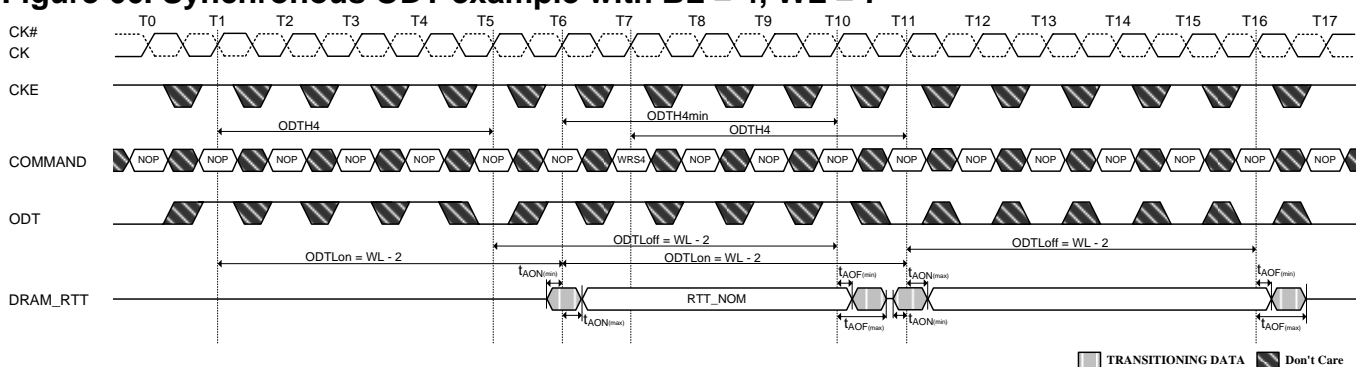 Synchronous ODT example with BL = 4, WL = 7
T0 T1 T2 T3 T4 T5 T6 T7 T8 T9 T10 T11 T12 T13 T14 T15 T16 T17
CK#
CK
CKE
ODTH4min
ODTH4 ODTH4
COMMAND NOP NOP NOP NOP NOP NOP NOP WRS4 NOP NOP NOP NOP NOP NOP NOP NOP NOP NOP
ODT
ODTLoff = WL - 2 ODTLoff = WL - 2
ODTLon = WL - 2 ODTLon = WL - 2
tAON(min) tAOF(min) tAON(max) tAOF(min)
DRAM_RTT RTT_NOM
tAON(max) tAOF(max) tAON(min) tAOF(max)
TRANSITIONING DATA Don't Care